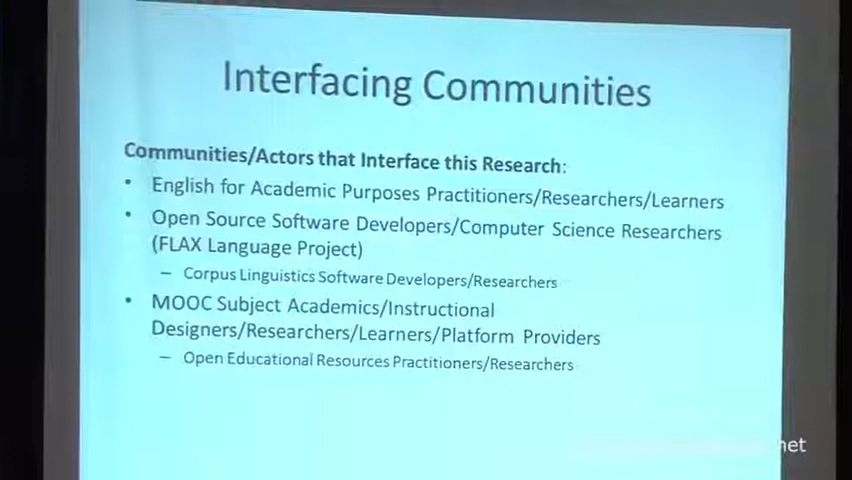 Interfacing Communities
Communities/Actors that Interface this Research:
• English for Academic Purposes Practitioners/Researchers/Learners
• Open Source Software Developers/Computer Science Researchers
(FLAX Language Project)
– Corpus Linguistics Software Developers/Researchers
• MOOC Subject Academics/Instructional
Designers/Researchers/Learners/Platform Providers
– Open Educational Resources Practitioners/Researchers
net